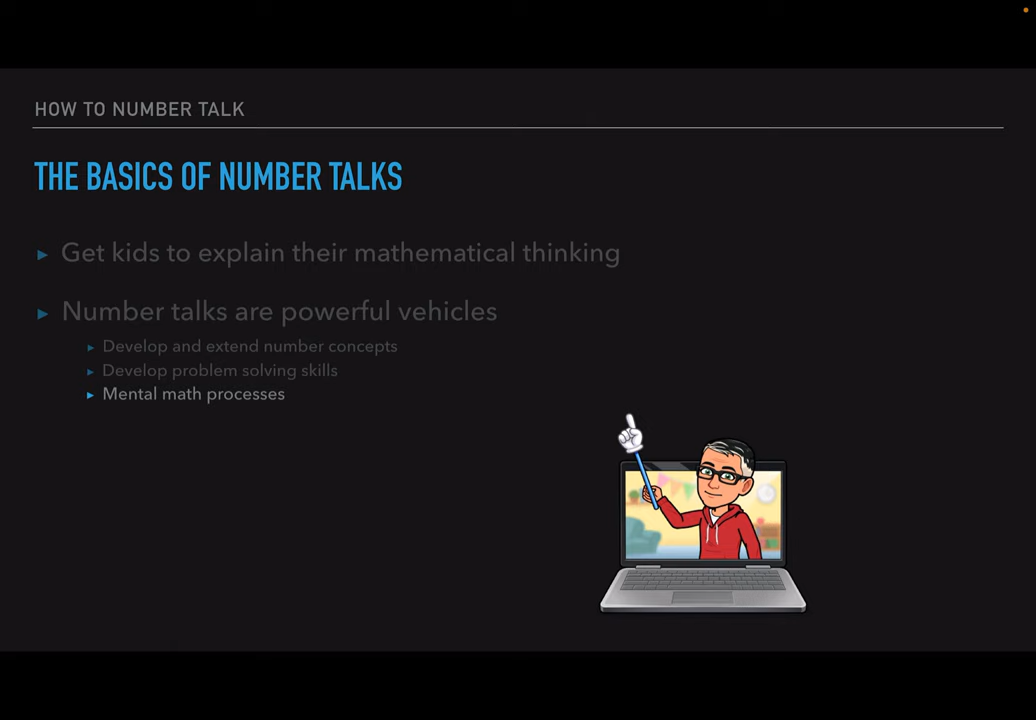 HOW TO NUMBER TALK
THE BASICS OF NUMBER TALKS
Get kids to explain their mathematical thinking
Number talks are powerful vehicles
Develop and extend number concepts
Develop problem solving skills
Mental math processes